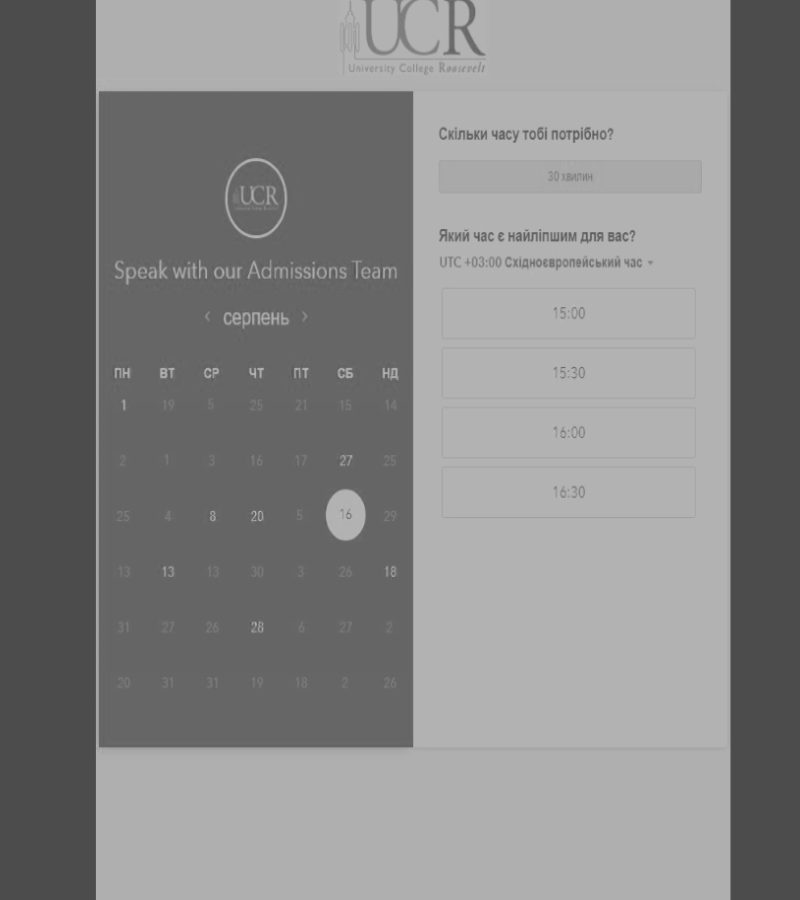 UCR
University College Roosevelt
UCR
Speak with our Admissions Team
серпень
ПН ВТ СР ЧТ ПТ СБ НД
1 19 5 25 21 15 14
2 1 3 16 17 27 25
25 4 8 20 5 16 29
13 13 13 30 3 26 18
31 27 26 28 6 27 2
20 31 31 19 18 2 26
Скільки часу тобі потрібно?
30 хвилин
Який час є найліпшим для вас?
UTC +03:00 Східноєвропейський час
15:00
15:30
16:00
16:30